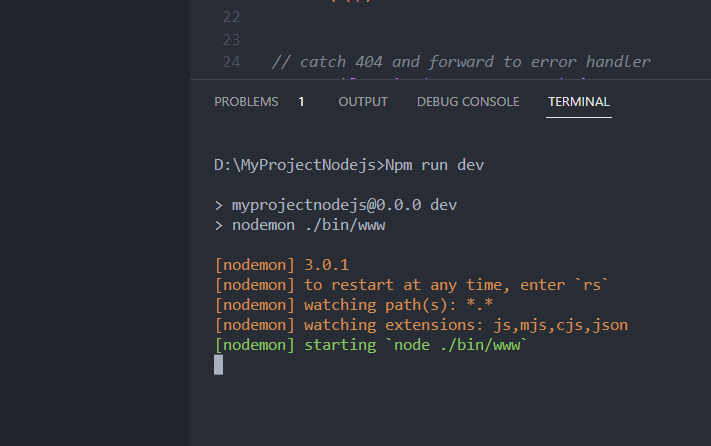 22
23
24 // catch 404 and forward to error handler
PROBLEMS 1 OUTPUT DEBUG CONSOLE TERMINAL
D:\MyProjectNodejs>Npm run dev
> myprojectnodejs@0.0.0 dev
> nodemon ./bin/www
[nodemon] 3.0.1
[nodemon] to restart at any time, enter `rs`
[nodemon] watching path(s): *.*
[nodemon] watching extensions: js,mjs,cjs,json
[nodemon] starting `node ./bin/www`